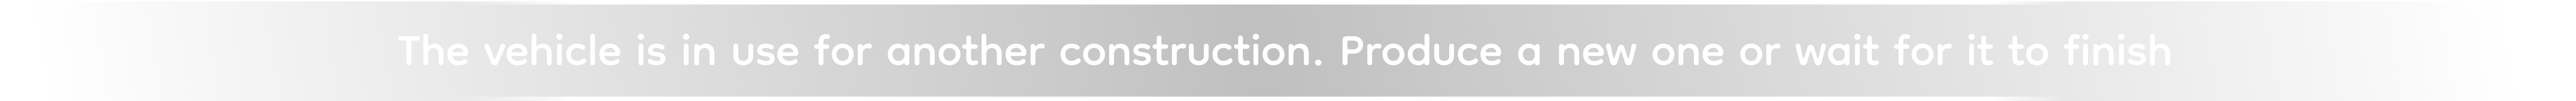 The vehicle is in use for another construction. Produce a new one or wait for it to finish